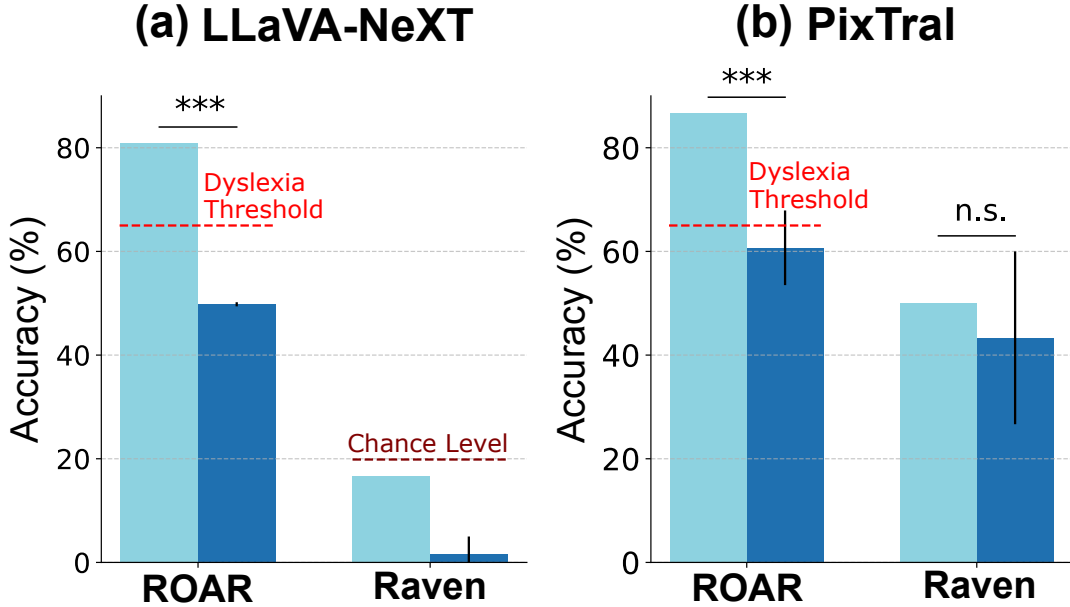 (a) LLaVA-NeXT
***
80
60
40
20
0
Accuracy (%)
Dyslexia
Threshold
Chance Level
ROAR
Raven
(b) PixTral
***
80
60
40
20
0
Accuracy (%)
Dyslexia
Threshold
n.s.
ROAR
Raven